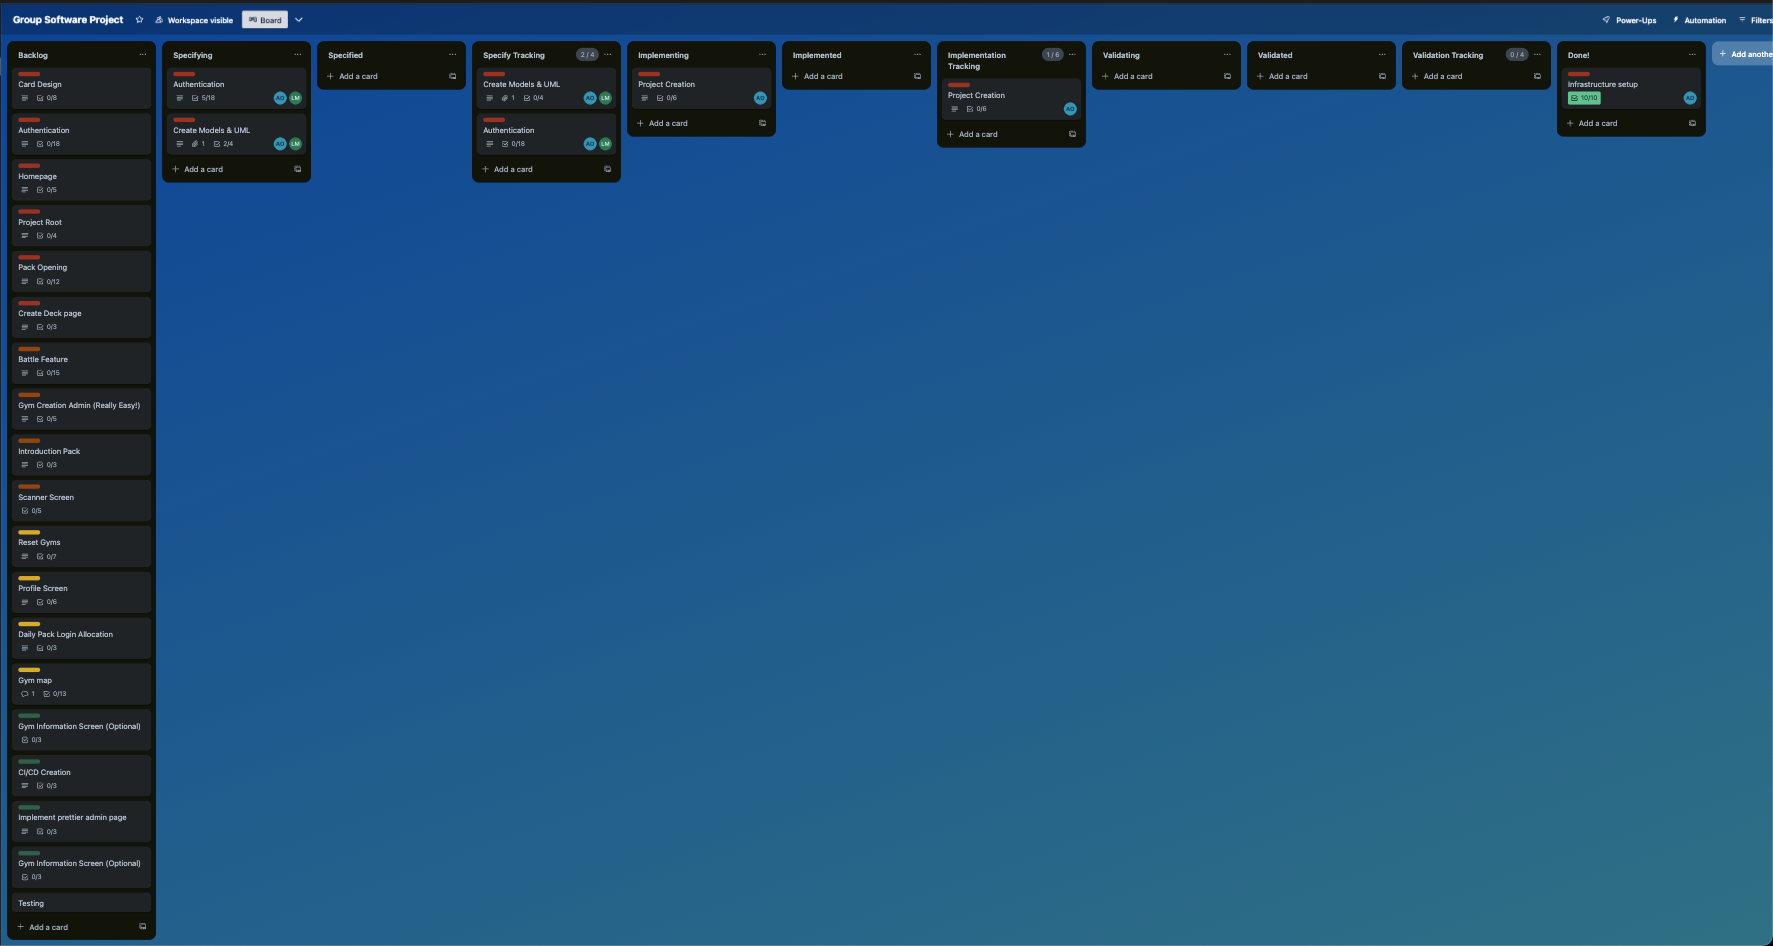 Group Software Project
Workspace visible
Board
Power-Ups
Automation
Filters
Backlog
Card Design
0/8
Authentication
0/18
Homepage
0/5
Project Root
0/4
Pack Opening
0/12
Create Deck page
0/3
Battle Feature
0/15
Gym Creation Admin (Really Easy!)
0/5
Introduction Pack
0/3
Scanner Screen
0/5
Reset Gyms
0/7
Profile Screen
0/6
Daily Pack Login Allocation
0/3
Gym map
1 0/13
Gym Information Screen (Optional)
0/3
CI/CD Creation
0/3
Implement prettier admin page
0/3
Gym Information Screen (Optional)
0/3
Testing
+ Add a card
Specifying
Authentication
5/18 AO LM
Create Models & UML
1 2/4 AO LM
+ Add a card
Specified
+ Add a card
Specify Tracking 2 / 4
Create Models & UML
1 0/4 AO LM
Authentication
0/18 AO LM
+ Add a card
Implementing
Project Creation
0/6 AO
+ Add a card
Implemented
+ Add a card
Implementation
Tracking 1 / 6
Project Creation
0/6 AO
+ Add a card
Validating
+ Add a card
Validated
+ Add a card
Validation Tracking 0 / 4
+ Add a card
Done!
Infrastructure setup
10/10 AO
+ Add a card
+ Add anothe